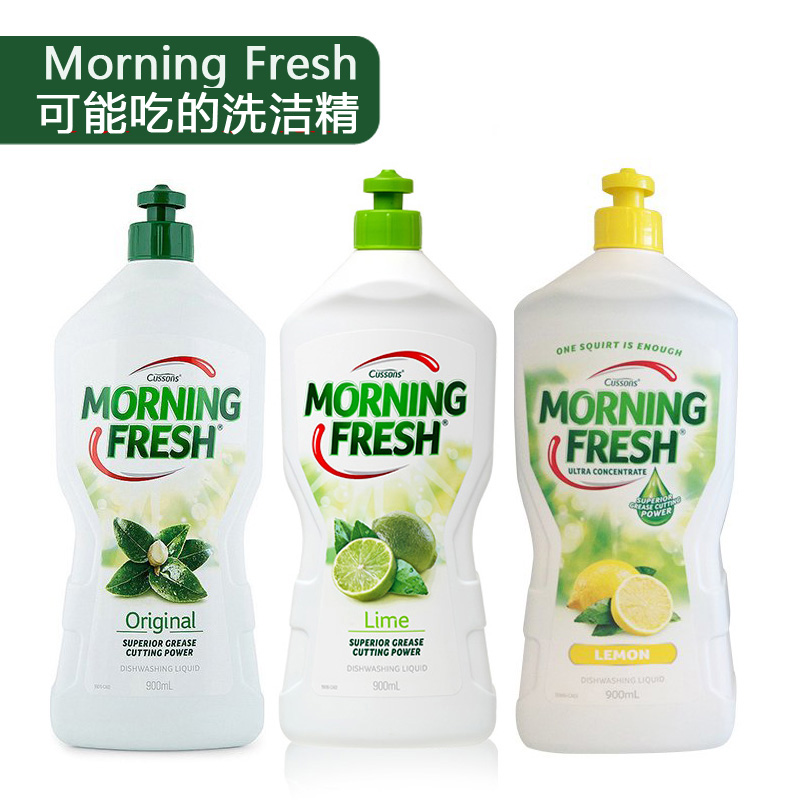 Morning Fresh
可能吃的洗洁精
Cussons®
MORNING
FRESH®
Original
SUPERIOR GREASE
CUTTING POWER
DISHWASHING LIQUID
900mL
Cussons®
MORNING
FRESH®
Lime
SUPERIOR GREASE
CUTTING POWER
DISHWASHING LIQUID
900mL
ONE SQUIRT IS ENOUGH
Cussons®
MORNING
FRESH®
ULTRA CONCENTRATE
SUPERIOR
GREASE CUTTING
POWER
LEMON
DISHWASHING LIQUID
900mL